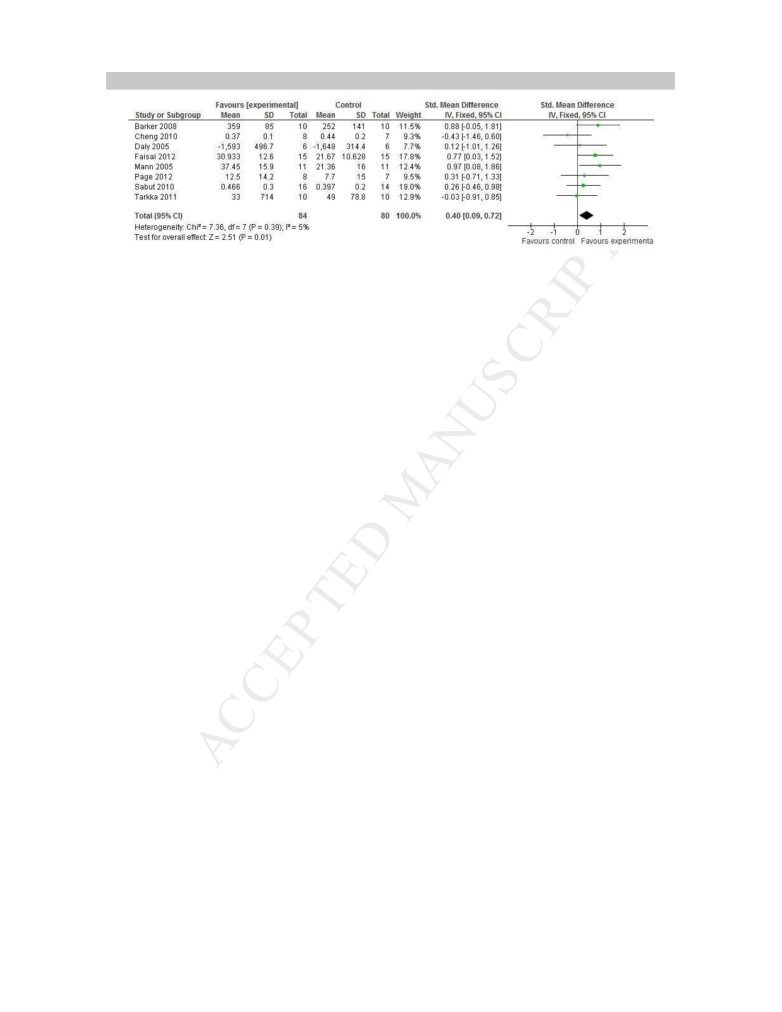 Favours [experimental] Control Std. Mean Difference Std. Mean Difference
Study or Subgroup Mean SD Total Mean SD Total Weight IV, Fixed, 95% CI IV, Fixed, 95% CI
Barker 2008 359 85 10 252 141 10 11.5% 0.88 [-0.05, 1.81]
Cheng 2010 0.37 0.1 8 0.44 0.2 7 9.3% -0.43 [-1.46, 0.60]
Daly 2005 -1,593 496.7 6 -1,648 314.4 6 7.7% 0.12 [-1.01, 1.26]
Faisal 2012 30.933 12.6 15 21.67 10.628 15 17.8% 0.77 [0.03, 1.52]
Mann 2005 37.45 15.9 11 21.36 16 11 12.4% 0.97 [0.08, 1.86]
Page 2012 12.5 14.2 8 7.7 15 7 9.5% 0.31 [-0.71, 1.33]
Sabut 2010 0.466 0.3 16 0.397 0.2 14 19.0% 0.26 [-0.46, 0.98]
Tarkka 2011 33 714 10 49 78.8 10 12.9% -0.03 [-0.91, 0.85]
Total (95% CI) 84 80 100.0% 0.40 [0.09, 0.72]
Heterogeneity: Chi² = 7.36, df = 7 (P = 0.39); I² = 5%
Test for overall effect: Z = 2.51 (P = 0.01)
-2 -1 0 1 2
Favours control Favours experimenta
ACCEPTED MANUSCRIPT